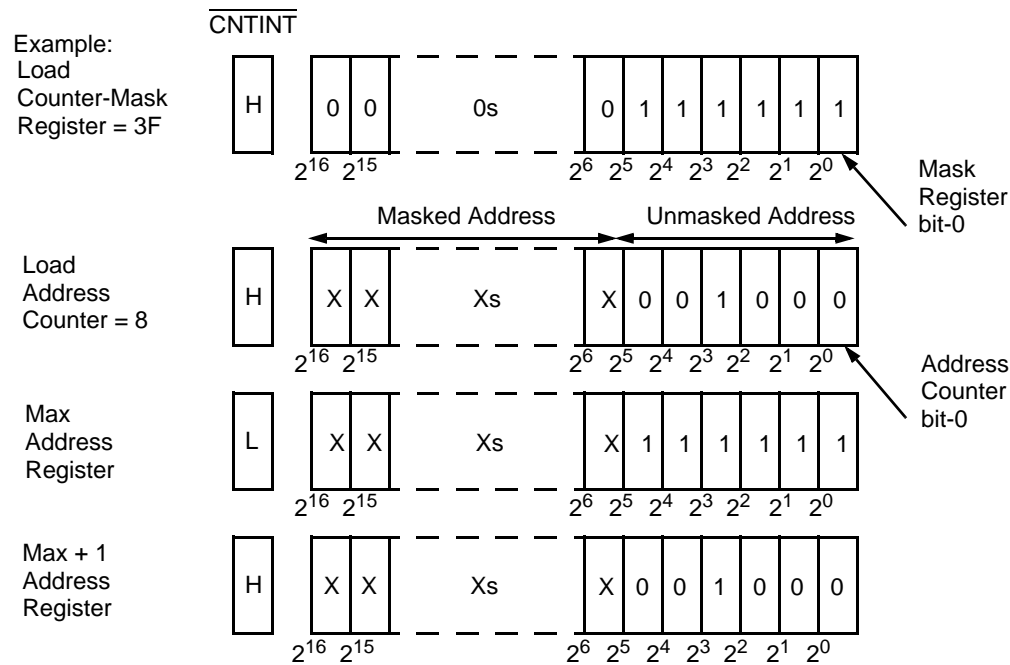 CNTINT
Example:
Load
Counter-Mask
Register = 3F
H 0 0 0s 0 1 1 1 1 1 1
2^16 2^15 2^6 2^5 2^4 2^3 2^2 2^1 2^0
Mask
Register
bit-0
Masked Address Unmasked Address
Load
Address
Counter = 8
H X X Xs X 0 0 1 0 0 0
2^16 2^15 2^6 2^5 2^4 2^3 2^2 2^1 2^0
Address
Counter
bit-0
Max
Address
Register
L X X Xs X 1 1 1 1 1 1
2^16 2^15 2^6 2^5 2^4 2^3 2^2 2^1 2^0
Max + 1
Address
Register
H X X Xs X 0 0 1 0 0 0
2^16 2^15 2^6 2^5 2^4 2^3 2^2 2^1 2^0